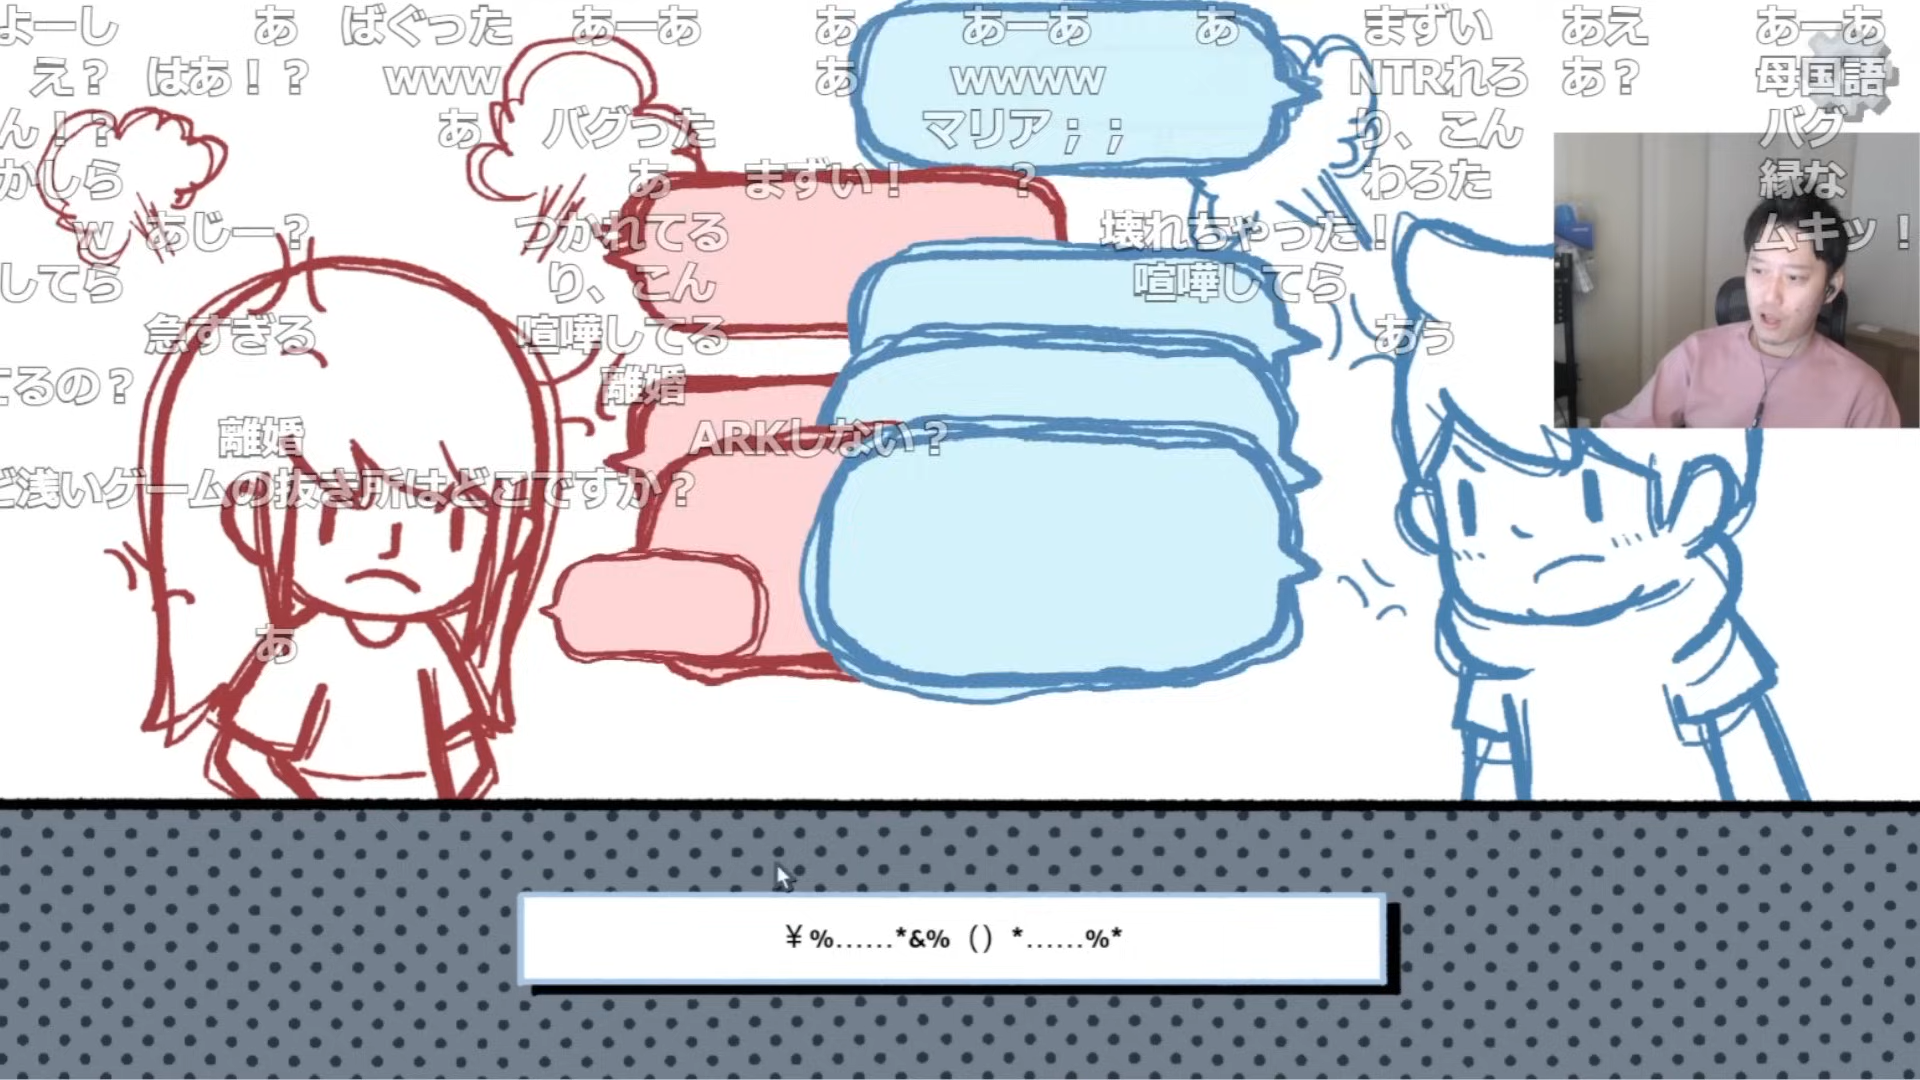 よーし あ ばぐった あーあ あ あーあ あ まずい あえ あーあ
え？ はあ！？ www あ wwww NTRれろ あ？ 母国語
ん！？ あ バグった マリア；； り、こん バグ
かしら あ まずい！ ？ わろた 縁な
w あじー？ つかれてる 壊れちゃった！ ムキッ！
してら り、こん 喧嘩してら
急すぎる 喧嘩してる あぅ
てるの？ 離婚
離婚 ARKしない？
ど浅いゲームの抜き所はどこですか？
あ
￥%......*&%（）*......%*